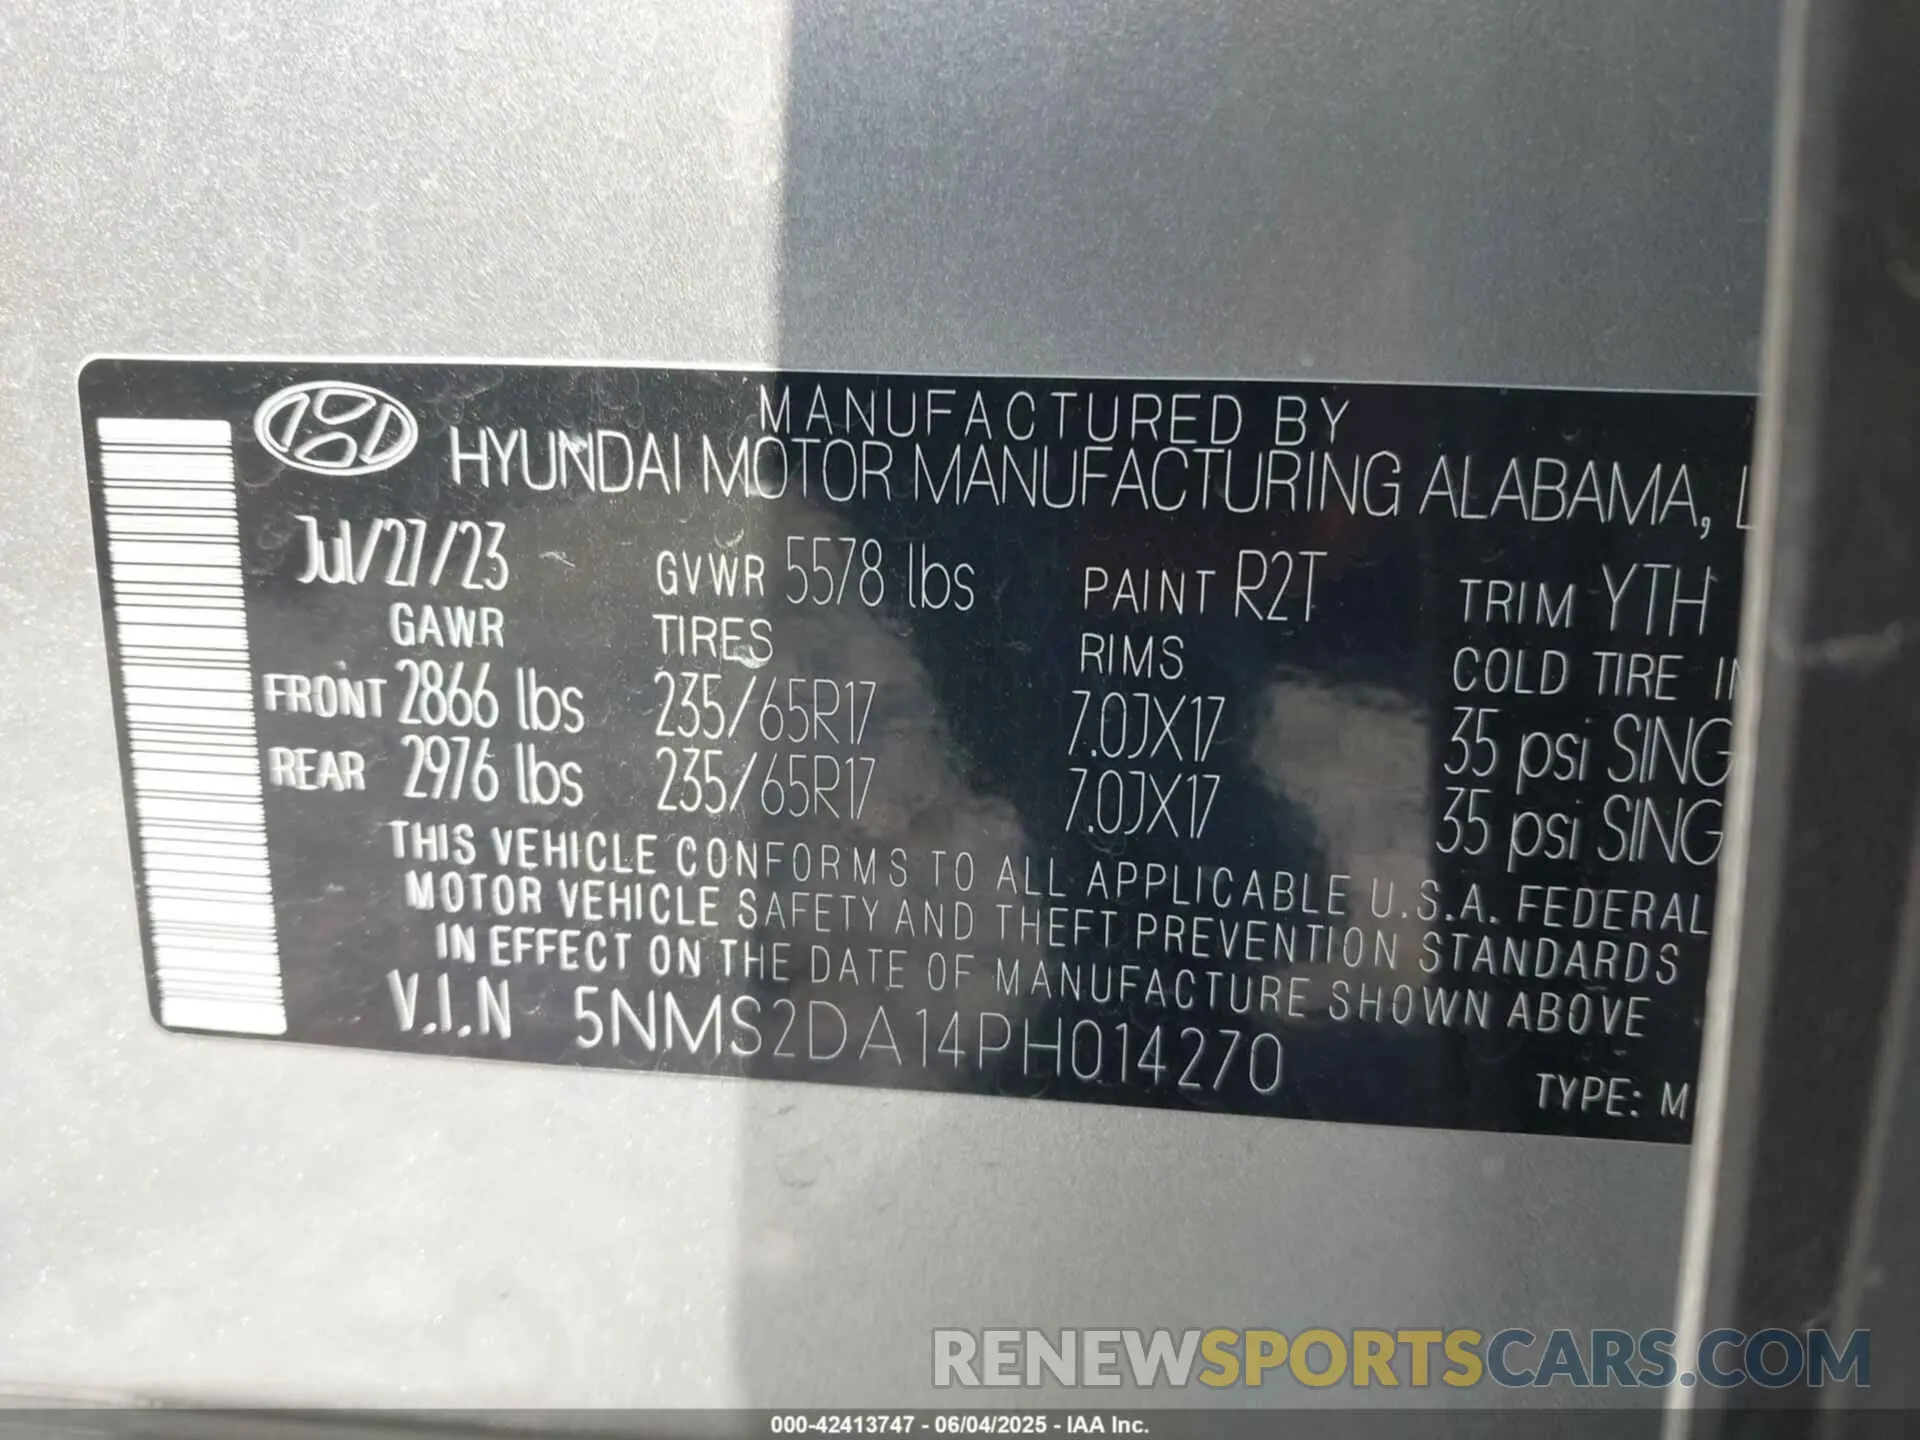 MANUFACTURED BY
HYUNDAI MOTOR MANUFACTURING ALABAMA, L
Jul/27/23 GVWR 5578 lbs PAINT R2T TRIM YTH
GAWR TIRES RIMS COLD TIRE IN
FRONT 2866 lbs 235/65R17 7.0JX17 35 psi SING
REAR 2976 lbs 235/65R17 7.0JX17 35 psi SING
THIS VEHICLE CONFORMS TO ALL APPLICABLE U.S.A. FEDERAL
MOTOR VEHICLE SAFETY AND THEFT PREVENTION STANDARDS
IN EFFECT ON THE DATE OF MANUFACTURE SHOWN ABOVE
V.I.N 5NMS2DA14PH014270
TYPE: M
RENEWSPORTSCARS.COM
000-42413747 - 06/04/2025 - IAA Inc.